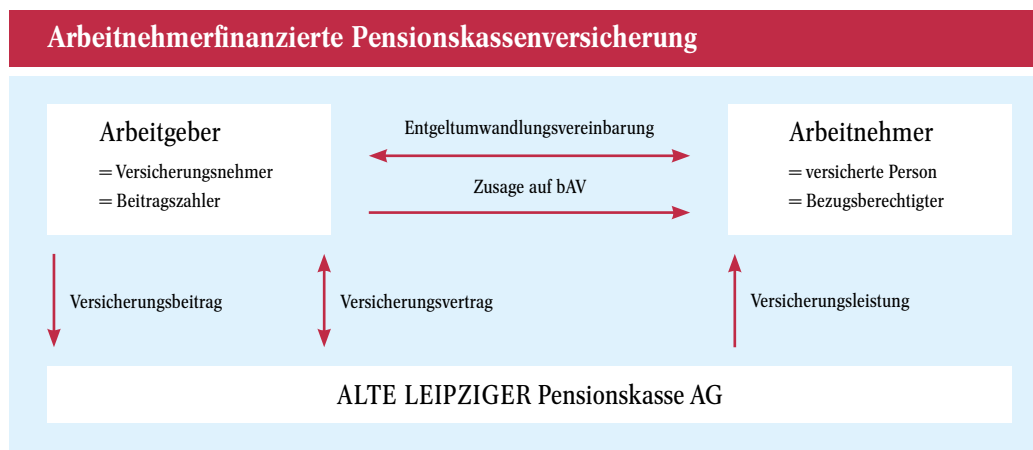 Arbeitnehmerfinanzierte Pensionskassenversicherung
Arbeitgeber
= Versicherungsnehmer
= Beitragszahler
Entgeltumwandlungsvereinbarung
Zusage auf bAV
Arbeitnehmer
= versicherte Person
= Bezugsberechtigter
Versicherungsbeitrag
Versicherungsvertrag
Versicherungsleistung
ALTE LEIPZIGER Pensionskasse AG